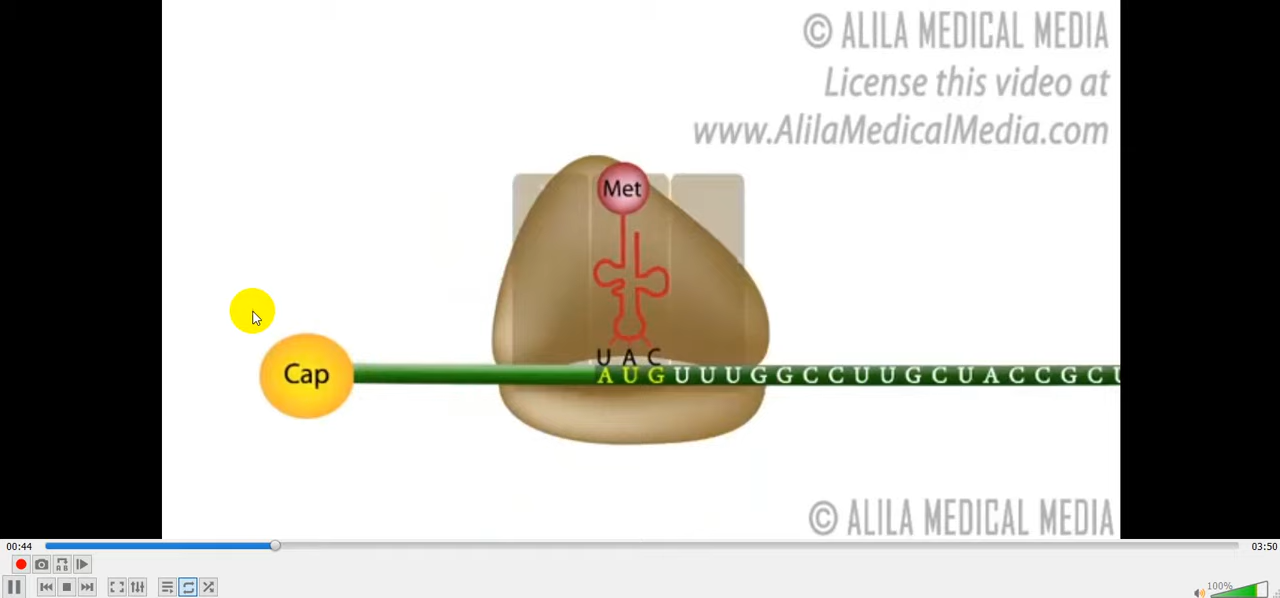 © ALILA MEDICAL MEDIA
License this video at
www.AlilaMedicalMedia.com
Met
U A C
Cap
A U G U U U G G C C U U G C U A C C G C U
© ALILA MEDICAL MEDIA
00:44
03:50
100%